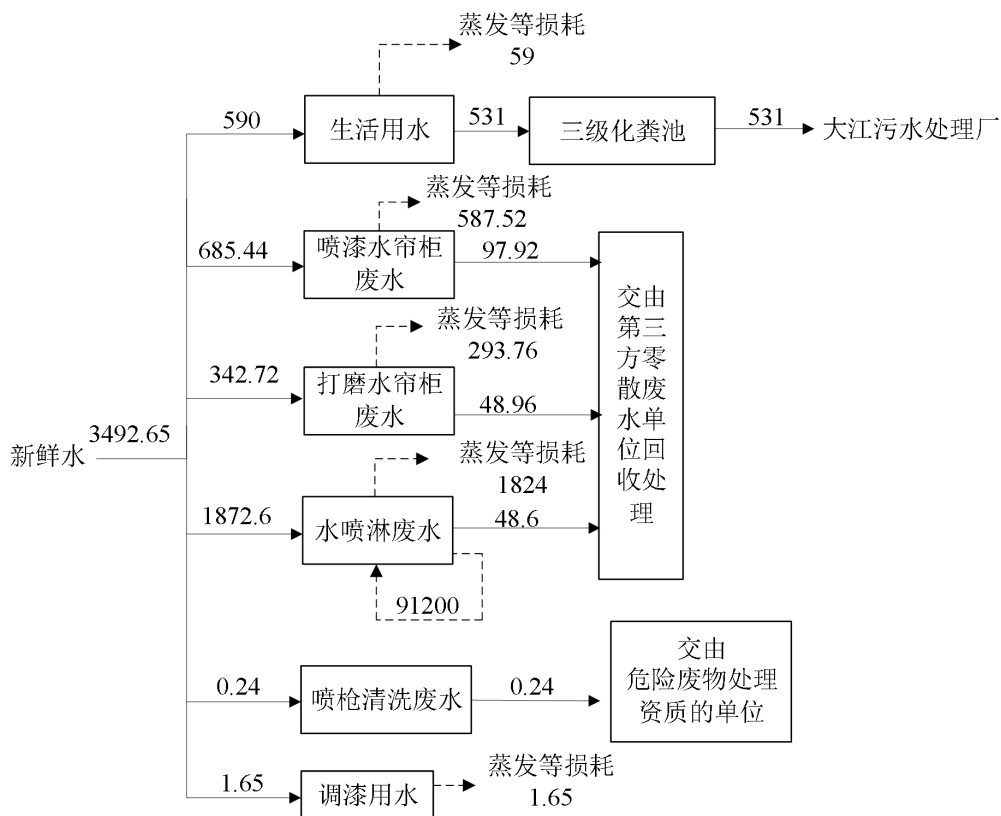 蒸发等损耗
59
590
生活用水
531
三级化粪池
531
大江污水处理厂
蒸发等损耗
587.52
685.44
喷漆水帘柜
废水
97.92
交由
第三
方零
散废
水单
位回
收处
理
蒸发等损耗
293.76
342.72
打磨水帘柜
废水
48.96
新鲜水
3492.65
蒸发等损耗
1824
1872.6
水喷淋废水
48.6
91200
0.24
喷枪清洗废水
0.24
交由
危险废物处理
资质的单位
1.65
调漆用水
蒸发等损耗
1.65